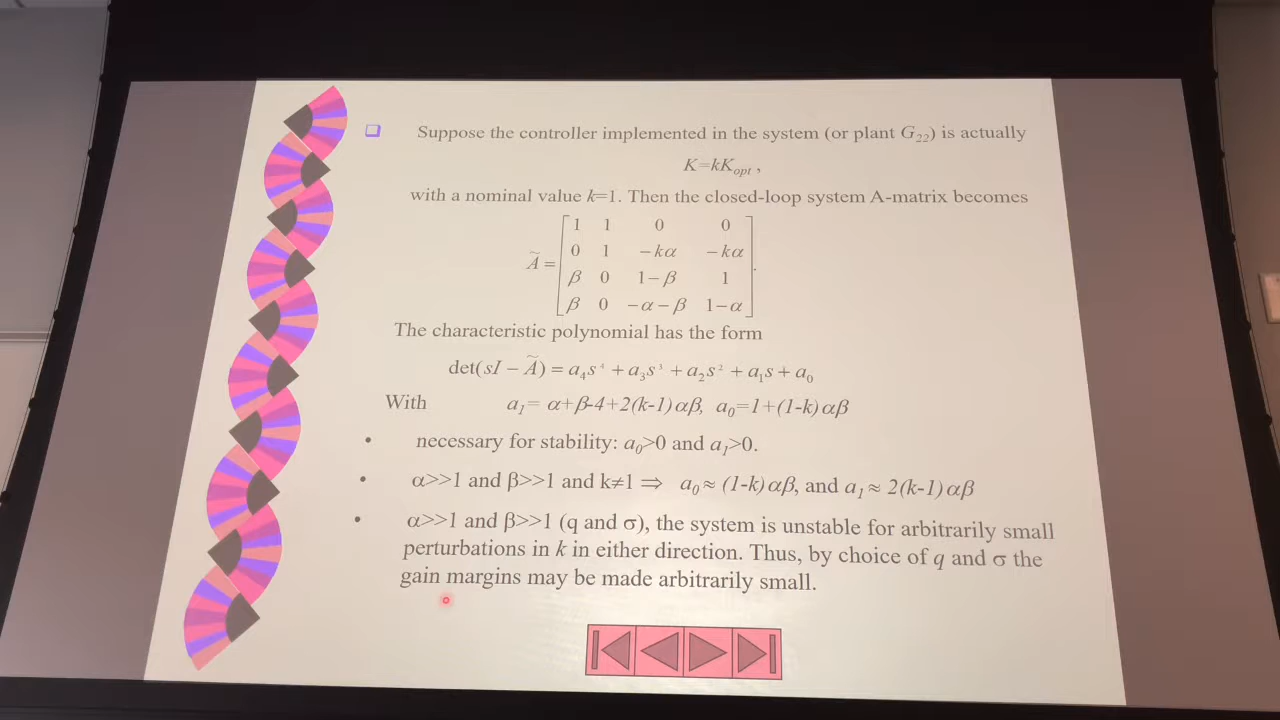 Suppose the controller implemented in the system (or plant G₂₂) is actually
K=kKₒₚₜ ,
with a nominal value k=1. Then the closed-loop system A-matrix becomes
Ã = [ 1 1 0 0
0 1 −kα −kα
β 0 1−β 1
β 0 −α−β 1−α ].
The characteristic polynomial has the form
det(sI − Ã) = a₄s⁴ + a₃s³ + a₂s² + a₁s + a₀
With a₁= α+β-4+2(k-1)αβ, a₀=1+(1-k)αβ
• necessary for stability: a₀>0 and a₁>0.
• α>>1 and β>>1 and k≠1 ⇒ a₀≈ (1-k)αβ, and a₁≈ 2(k-1)αβ
• α>>1 and β>>1 (q and σ), the system is unstable for arbitrarily small
perturbations in k in either direction. Thus, by choice of q and σ the
gain margins may be made arbitrarily small.